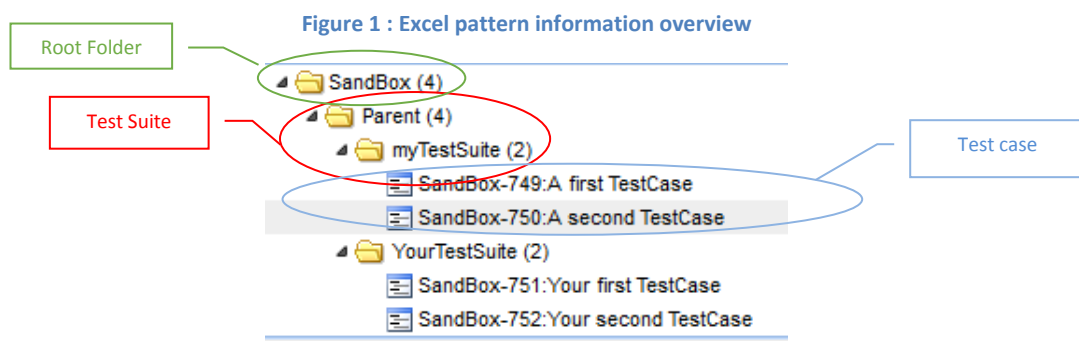 Figure 1 : Excel pattern information overview
Root Folder
SandBox (4)
Parent (4)
Test Suite
myTestSuite (2)
Test case
SandBox-749:A first TestCase
SandBox-750:A second TestCase
YourTestSuite (2)
SandBox-751:Your first TestCase
SandBox-752:Your second TestCase